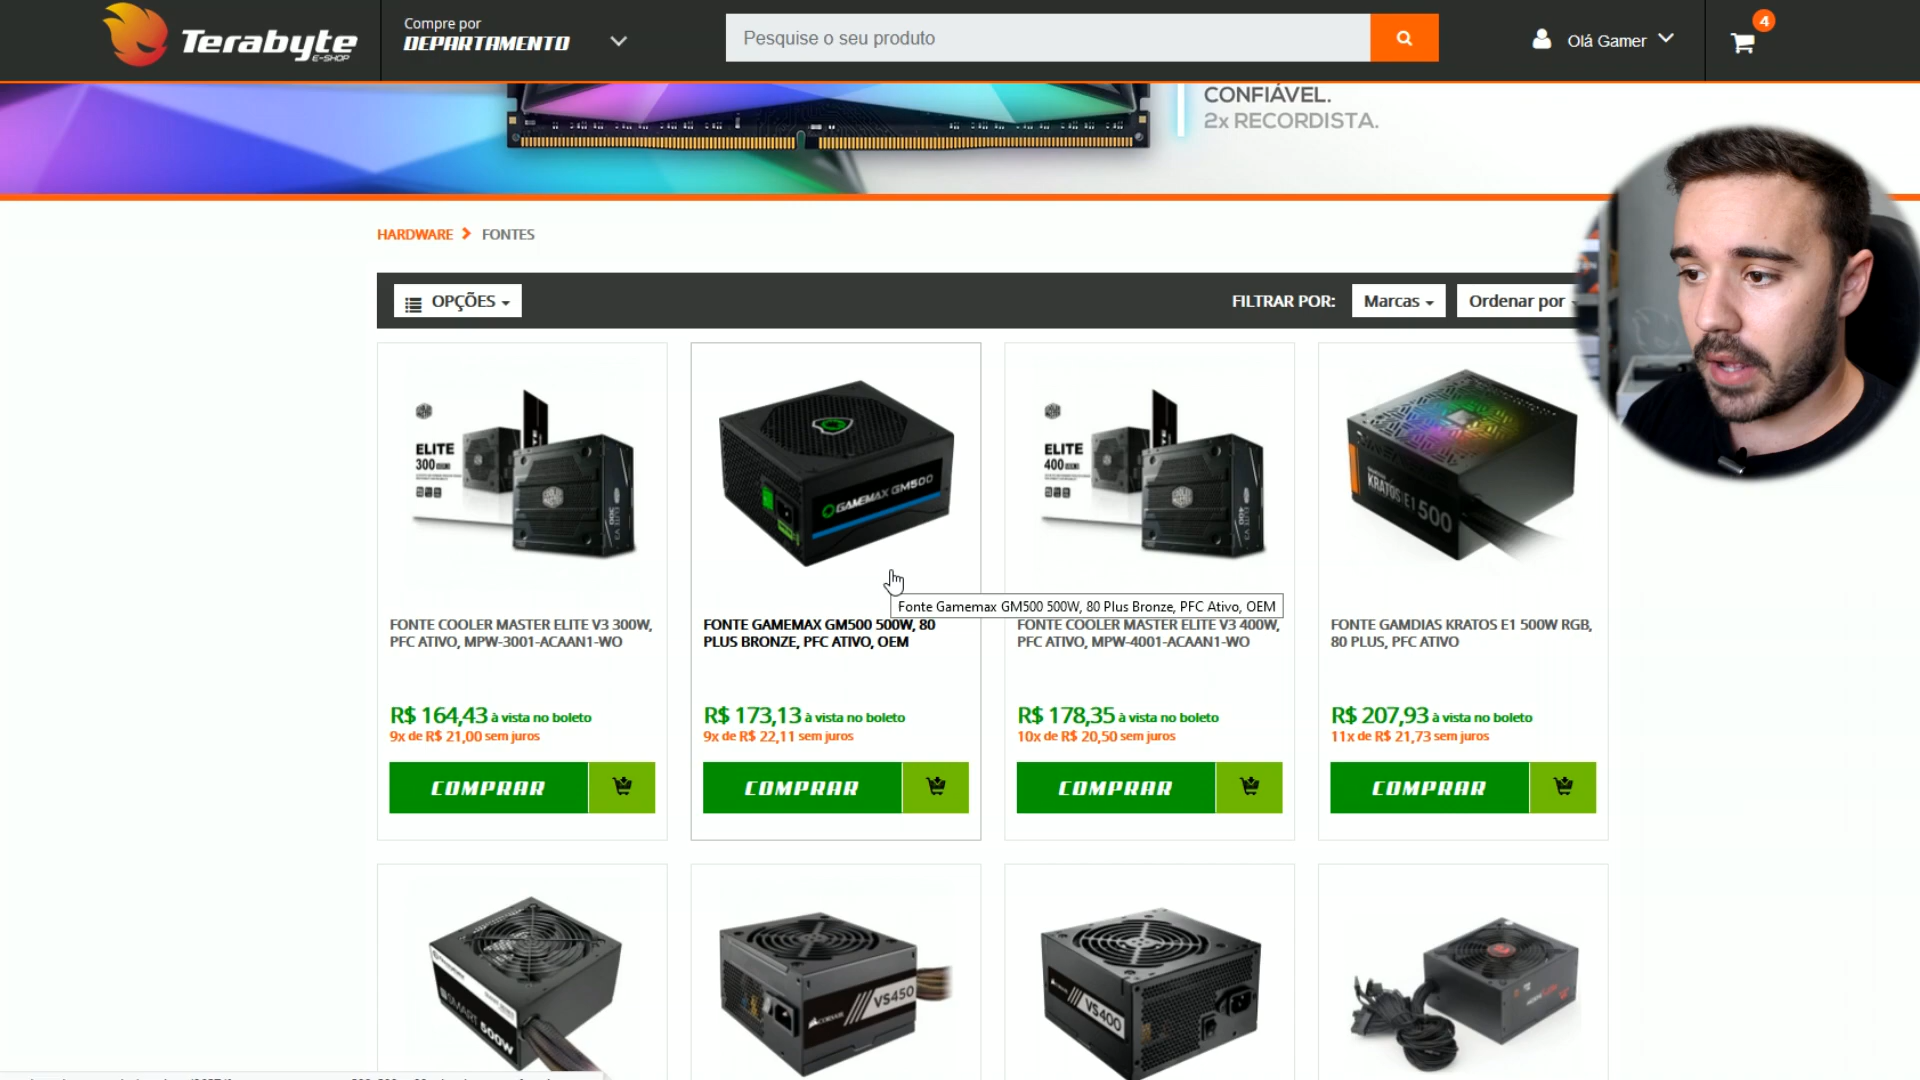 Terabyte
E-SHOP
Compre por
DEPARTAMENTO
Pesquise o seu produto
Olá Gamer
4
CONFIÁVEL.
2x RECORDISTA.
HARDWARE
FONTES
OPÇÕES
FILTRAR POR:
Marcas
Ordenar por
ELITE
300
GAMEMAX GM500
ELITE
400
KRATOS E1 500
Fonte Gamemax GM500 500W, 80 Plus Bronze, PFC Ativo, OEM
FONTE COOLER MASTER ELITE V3 300W,
PFC ATIVO, MPW-3001-ACAAN1-WO
FONTE GAMEMAX GM500 500W, 80
PLUS BRONZE, PFC ATIVO, OEM
FONTE COOLER MASTER ELITE V3 400W,
PFC ATIVO, MPW-4001-ACAAN1-WO
FONTE GAMDIAS KRATOS E1 500W RGB,
80 PLUS, PFC ATIVO
R$ 164,43 à vista no boleto
9x de R$ 21,00 sem juros
R$ 173,13 à vista no boleto
9x de R$ 22,11 sem juros
R$ 178,35 à vista no boleto
10x de R$ 20,50 sem juros
R$ 207,93 à vista no boleto
11x de R$ 21,73 sem juros
COMPRAR
COMPRAR
COMPRAR
COMPRAR
SMART 500W
CORSAIR
VS450
VS400